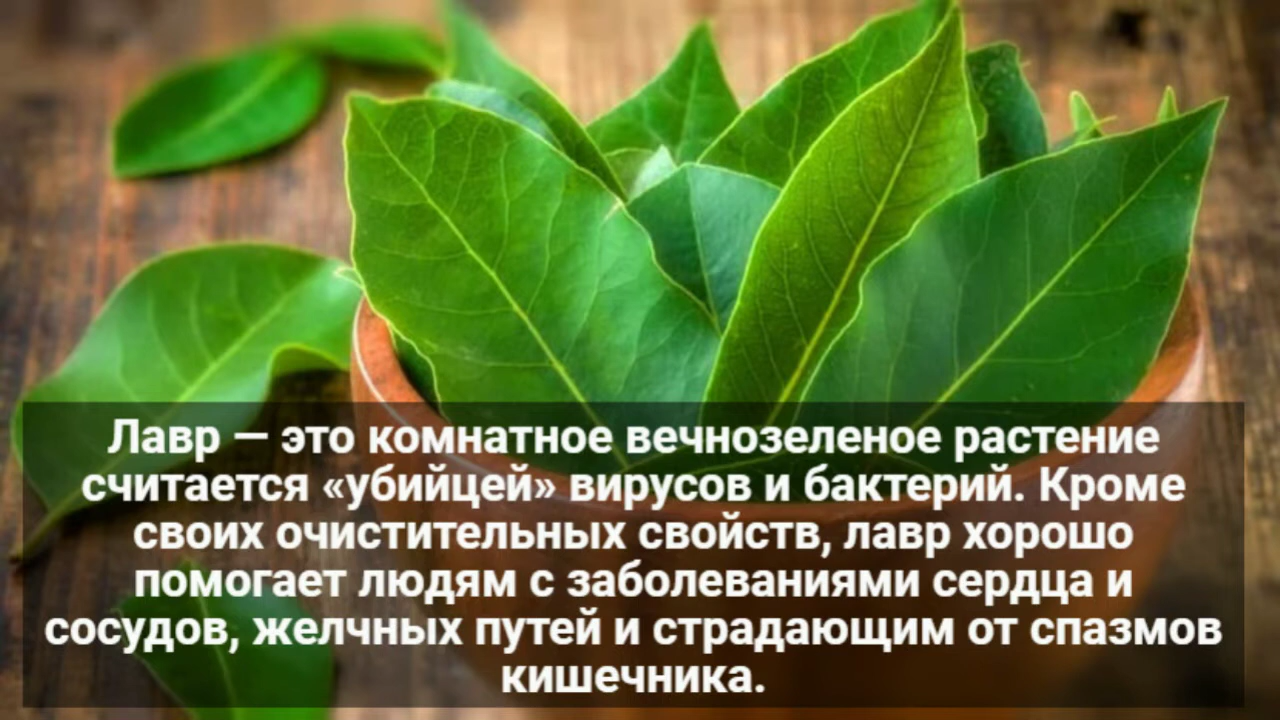 Лавр — это комнатное вечнозеленое растение
считается «убийцей» вирусов и бактерий. Кроме
своих очистительных свойств, лавр хорошо
помогает людям с заболеваниями сердца и
сосудов, желчных путей и страдающим от спазмов
кишечника.